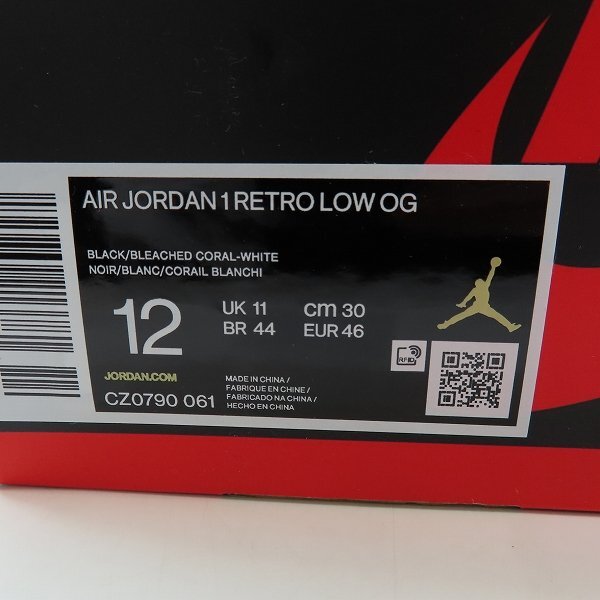 AIR JORDAN 1 RETRO LOW OG
BLACK/BLEACHED CORAL-WHITE
NOIR/BLANC/CORAIL BLANCHI
12
UK 11 cm 30
BR 44 EUR 46
JORDAN.COM
CZ0790 061
MADE IN CHINA /
FABRIQUE EN CHINE /
FABRICADO NA CHINA /
HECHO EN CHINA
RFID